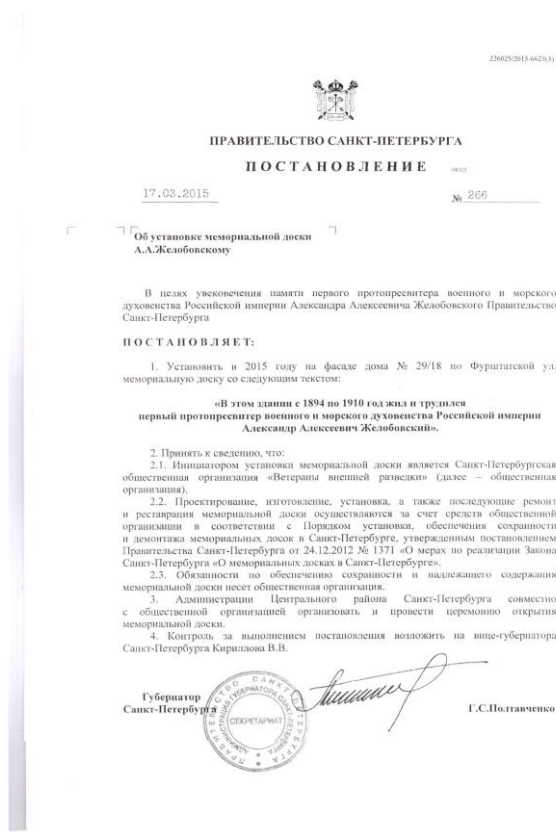 226025/2015-6623(3)
ПРАВИТЕЛЬСТВО САНКТ-ПЕТЕРБУРГА
ПОСТАНОВЛЕНИЕ
17.03.2015
№ 266
Об установке мемориальной доски
А.А.Желобовскому
В целях увековечения памяти первого протопресвитера военного и морского
духовенства Российской империи Александра Алексеевича Желобовского Правительство
Санкт-Петербурга
ПОСТАНОВЛЯЕТ:
1. Установить в 2015 году на фасаде дома № 29/18 по Фурштатской ул.
мемориальную доску со следующим текстом:
«В этом здании с 1894 по 1910 год жил и трудился
первый протопресвитер военного и морского духовенства Российской империи
Александр Алексеевич Желобовский».
2. Принять к сведению, что:
2.1. Инициатором установки мемориальной доски является Санкт-Петербургская
общественная организация «Ветераны внешней разведки» (далее – общественная
организация).
2.2. Проектирование, изготовление, установка, а также последующие ремонт
и реставрация мемориальной доски осуществляются за счет средств общественной
организации в соответствии с Порядком установки, обеспечения сохранности
и демонтажа мемориальных досок в Санкт-Петербурге, утвержденным постановлением
Правительства Санкт-Петербурга от 24.12.2012 № 1371 «О мерах по реализации Закона
Санкт-Петербурга «О мемориальных досках в Санкт-Петербурге».
2.3. Обязанности по обеспечению сохранности и надлежащего содержания
мемориальной доски несет общественная организация.
3. Администрации Центрального района Санкт-Петербурга совместно
с общественной организацией организовать и провести церемонию открытия
мемориальной доски.
4. Контроль за выполнением постановления возложить на вице-губернатора
Санкт-Петербурга Кириллова В.В.
Губернатор
Санкт-Петербурга
Г.С.Полтавченко
ПРАВИТЕЛЬСТВО САНКТ-ПЕТЕРБУРГА
АДМИНИСТРАЦИЯ ГУБЕРНАТОРА САНКТ-ПЕТЕРБУРГА
СЕКРЕТАРИАТ